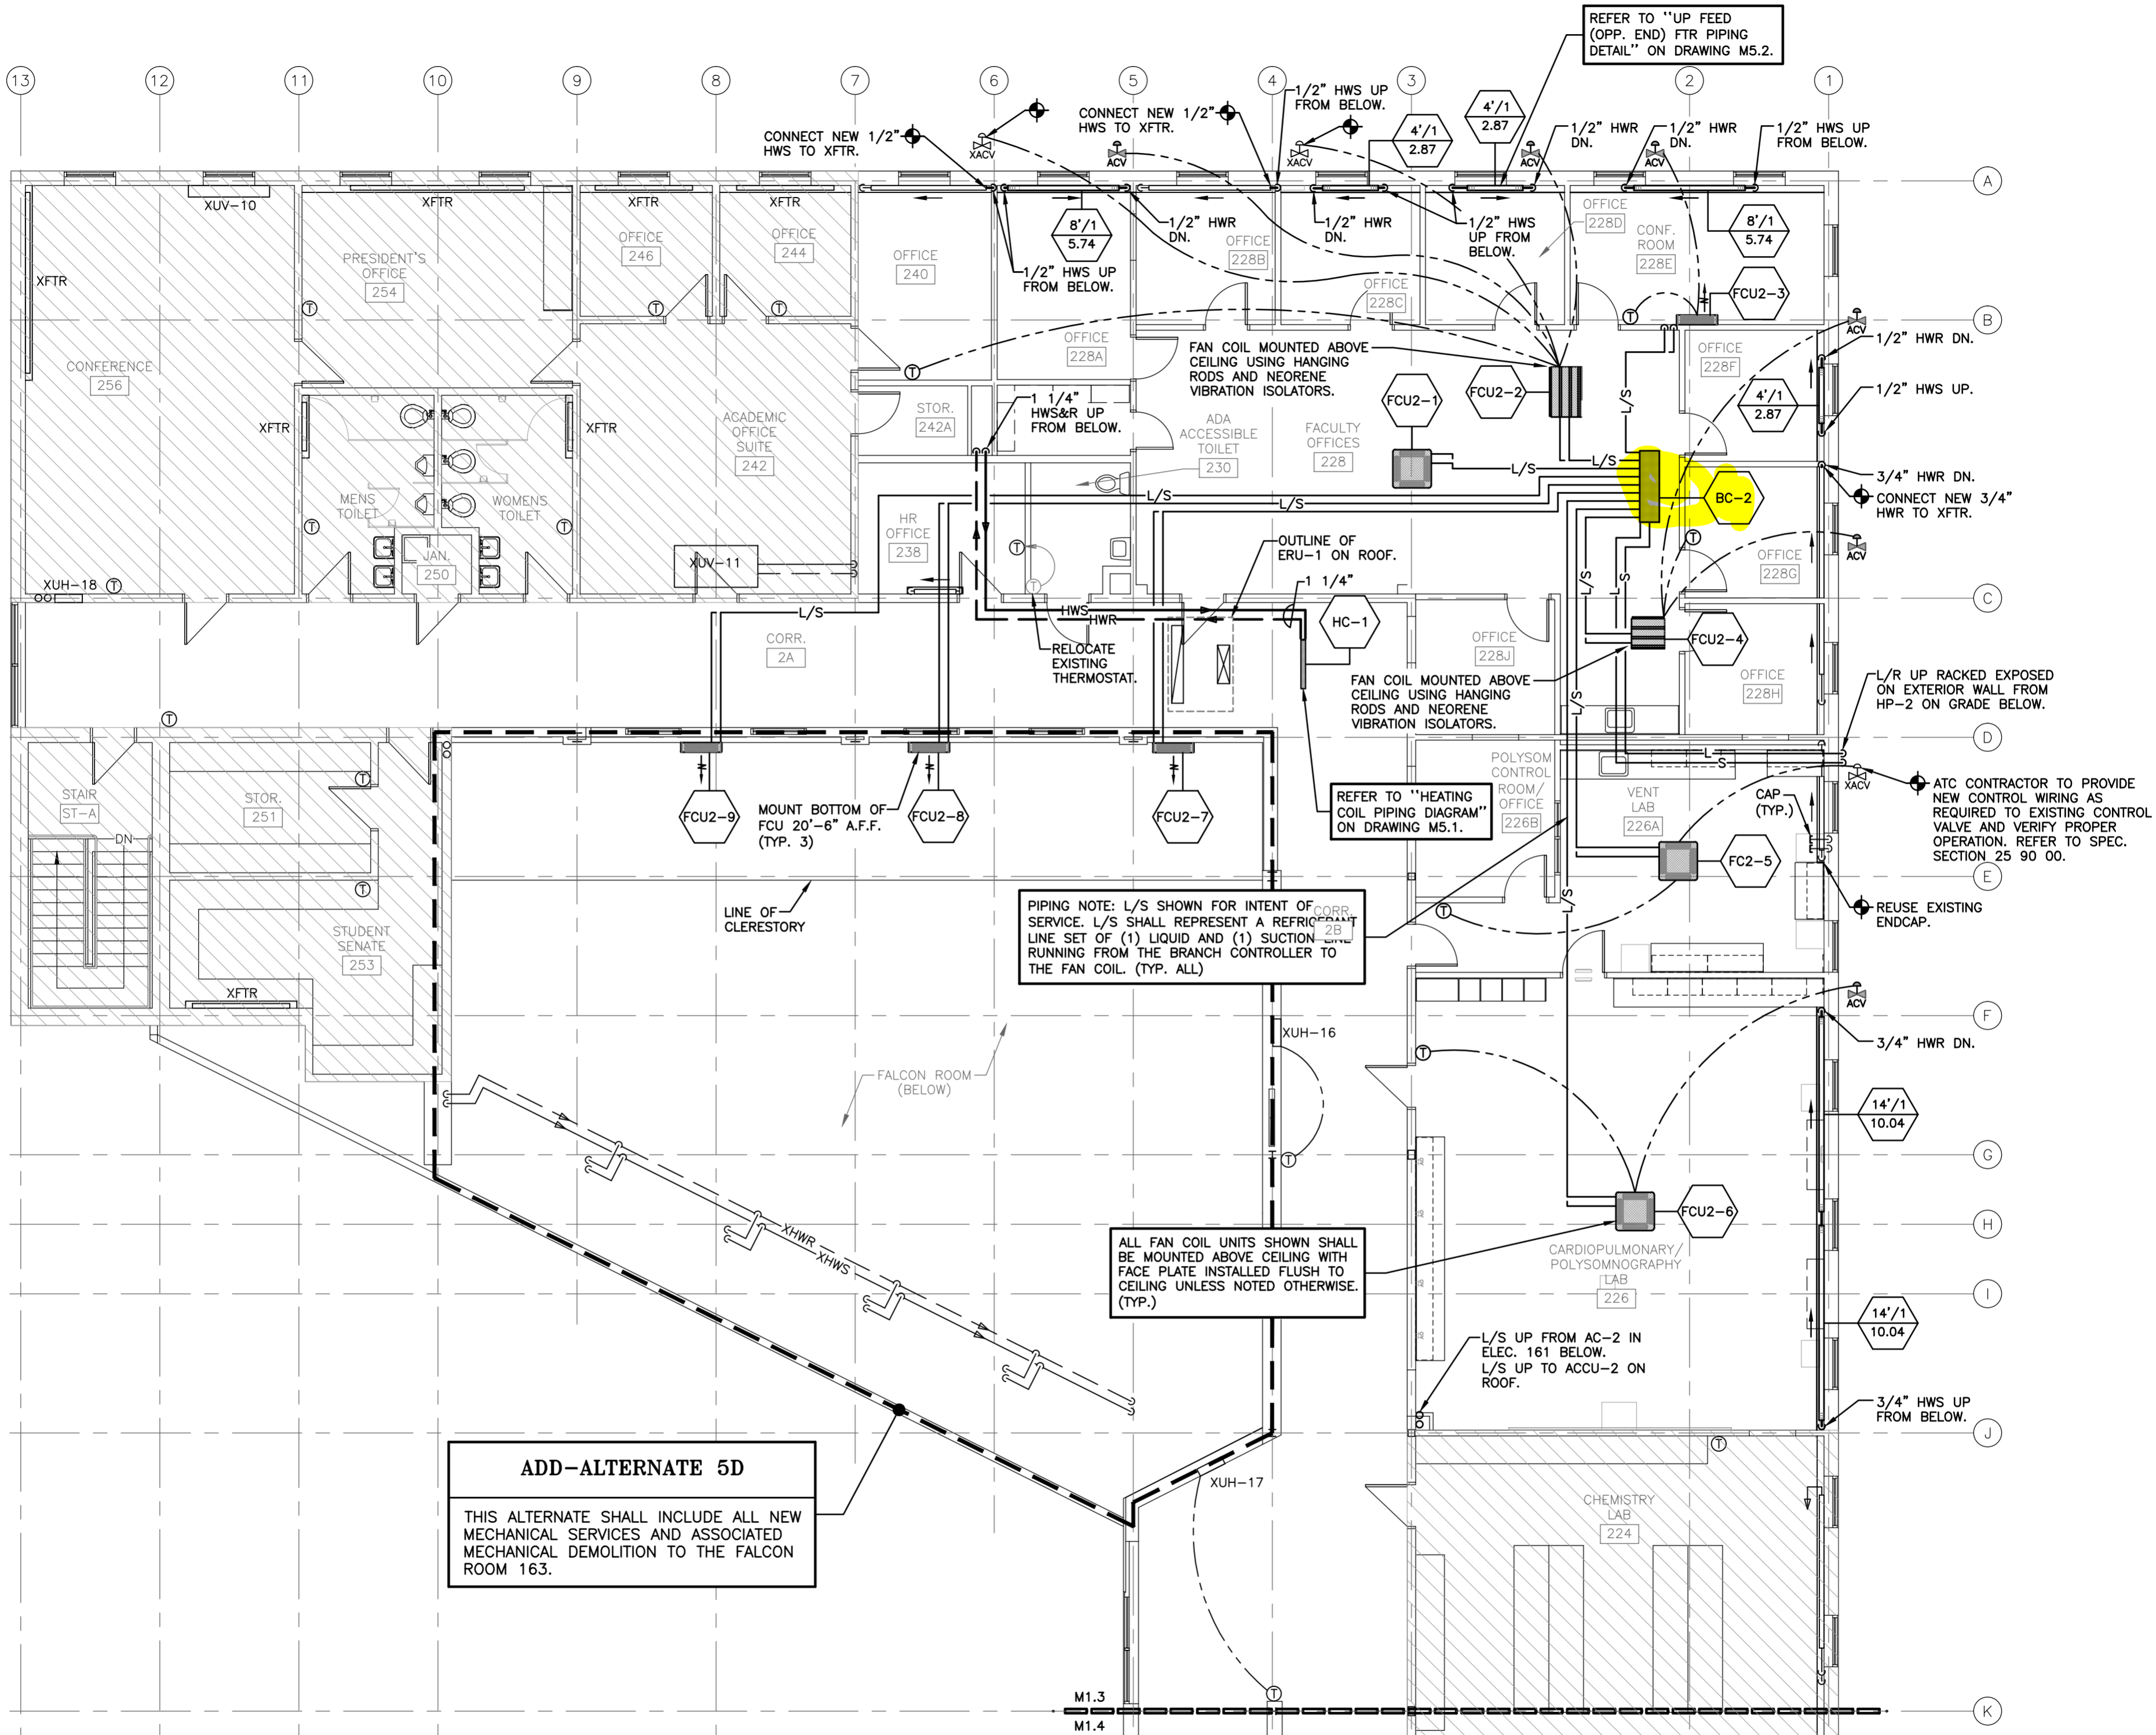 REFER TO "UP FEED
(OPP. END) FTR PIPING
DETAIL" ON DRAWING M5.2.
13
12
11
10
9
8
7
6
5
4
3
2
1
CONNECT NEW 1/2"
HWS TO XFTR.
XACV
CONNECT NEW 1/2"
HWS TO XFTR.
ACV
1/2" HWS UP
FROM BELOW.
XACV
4'/1
2.87
4'/1
2.87
1/2" HWR
DN.
ACV
1/2" HWR
DN.
ACV
1/2" HWS UP
FROM BELOW.
A
XUV-10
XFTR
XFTR
XFTR
XFTR
PRESIDENT'S
OFFICE
254
OFFICE
246
OFFICE
244
OFFICE
240
8'/1
5.74
1/2" HWR
DN.
1/2" HWS UP
FROM BELOW.
OFFICE
228B
1/2" HWR
DN.
1/2" HWS
UP FROM
BELOW.
OFFICE
228C
OFFICE
228D
CONF.
ROOM
228E
8'/1
5.74
FCU2-3
T
T
T
T
T
B
ACV
1/2" HWR DN.
CONFERENCE
256
OFFICE
228A
FAN COIL MOUNTED ABOVE
CEILING USING HANGING
RODS AND NEORENE
VIBRATION ISOLATORS.
FCU2-1
FCU2-2
L/S
OFFICE
228F
4'/1
2.87
1/2" HWS UP.
XFTR
XFTR
ACADEMIC
OFFICE
SUITE
242
STOR.
242A
1 1/4"
HWS&R UP
FROM BELOW.
ADA
ACCESSIBLE
TOILET
230
FACULTY
OFFICES
228
L/S
L/S
L/S
L/S
BC-2
3/4" HWR DN.
CONNECT NEW 3/4"
HWR TO XFTR.
MENS
TOILET
WOMENS
TOILET
T
T
JAN.
250
XUV-11
HR
OFFICE
238
T
T
OUTLINE OF
ERU-1 ON ROOF.
1 1/4"
L/S
L/S
T
OFFICE
228G
ACV
XUH-18
T
C
L/S
HWS
HWR
HC-1
CORR.
2A
RELOCATE
EXISTING
THERMOSTAT.
OFFICE
228J
FCU2-4
OFFICE
228H
FAN COIL MOUNTED ABOVE
CEILING USING HANGING
RODS AND NEORENE
VIBRATION ISOLATORS.
L/S
L/R UP RACKED EXPOSED
ON EXTERIOR WALL FROM
HP-2 ON GRADE BELOW.
T
D
L
S
XACV
STAIR
ST-A
DN
STOR.
251
T
T
FCU2-9
MOUNT BOTTOM OF
FCU 20'-6" A.F.F.
(TYP. 3)
FCU2-8
FCU2-7
REFER TO "HEATING
COIL PIPING DIAGRAM"
ON DRAWING M5.1.
POLYSOM
CONTROL
ROOM/
OFFICE
226B
VENT
LAB
226A
CAP
(TYP.)
ATC CONTRACTOR TO PROVIDE
NEW CONTROL WIRING AS
REQUIRED TO EXISTING CONTROL
VALVE AND VERIFY PROPER
OPERATION. REFER TO SPEC.
SECTION 25 90 00.
FC2-5
E
LINE OF
CLERESTORY
STUDENT
SENATE
253
XFTR
PIPING NOTE: L/S SHOWN FOR INTENT OF
SERVICE. L/S SHALL REPRESENT A REFRIGERANT
LINE SET OF (1) LIQUID AND (1) SUCTION LINE
RUNNING FROM THE BRANCH CONTROLLER TO
THE FAN COIL. (TYP. ALL)
CORR.
2B
T
L/S
REUSE EXISTING
ENDCAP.
ACV
F
3/4" HWR DN.
XUH-16
T
FALCON ROOM
(BELOW)
14'/1
10.04
T
G
FCU2-6
H
XHWR
XHWS
ALL FAN COIL UNITS SHOWN SHALL
BE MOUNTED ABOVE CEILING WITH
FACE PLATE INSTALLED FLUSH TO
CEILING UNLESS NOTED OTHERWISE.
(TYP.)
CARDIOPULMONARY/
POLYSOMNOGRAPHY
LAB
226
I
14'/1
10.04
L/S UP FROM AC-2 IN
ELEC. 161 BELOW.
L/S UP TO ACCU-2 ON
ROOF.
3/4" HWS UP
FROM BELOW.
J
T
ADD-ALTERNATE 5D
THIS ALTERNATE SHALL INCLUDE ALL NEW
MECHANICAL SERVICES AND ASSOCIATED
MECHANICAL DEMOLITION TO THE FALCON
ROOM 163.
XUH-17
CHEMISTRY
LAB
224
T
M1.3
M1.4
K